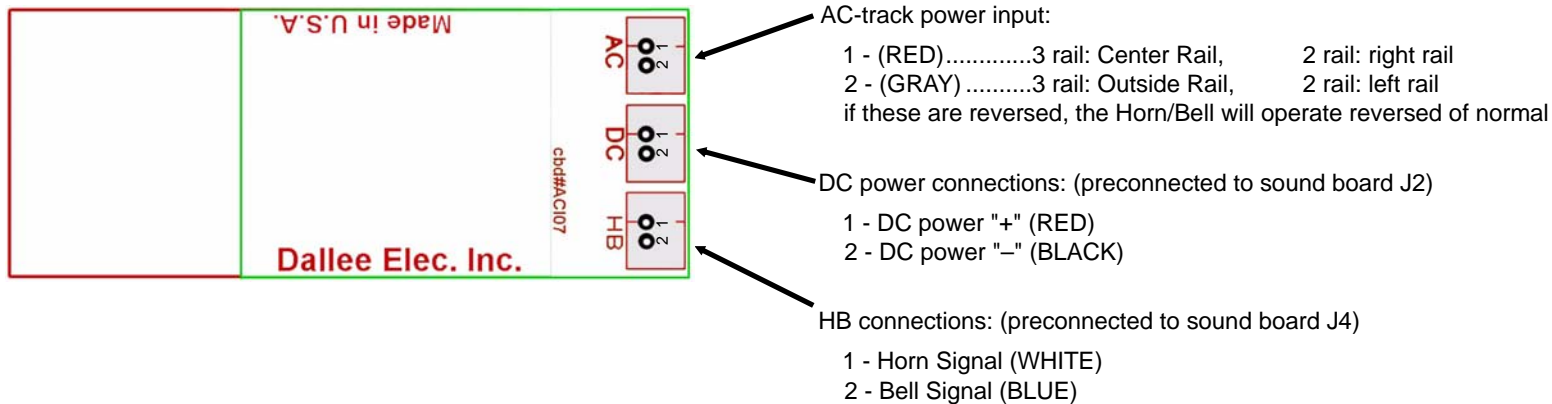 Made in U.S.A.
AC
1
2
DC
1
2
HB
1
2
cbd#ACI07
Dallee Elec. Inc.
AC-track power input:
1 - (RED).............3 rail: Center Rail, 2 rail: right rail
2 - (GRAY) ..........3 rail: Outside Rail, 2 rail: left rail
if these are reversed, the Horn/Bell will operate reversed of normal
DC power connections: (preconnected to sound board J2)
1 - DC power "+" (RED)
2 - DC power "–" (BLACK)
HB connections: (preconnected to sound board J4)
1 - Horn Signal (WHITE)
2 - Bell Signal (BLUE)